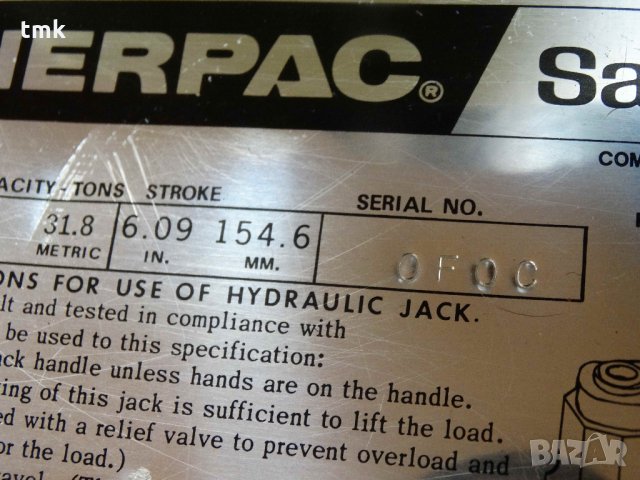 tmk
NERPAC® Sa
COM
ACITY-TONS STROKE SERIAL NO.
31.8 6.09 154.6 0F0C
METRIC IN. MM.
ONS FOR USE OF HYDRAULIC JACK.
lt and tested in compliance with
be used to this specification:
ack handle unless hands are on the handle.
ing of this jack is sufficient to lift the load.
ed with a relief valve to prevent overload and
or the load.)
BAZAR